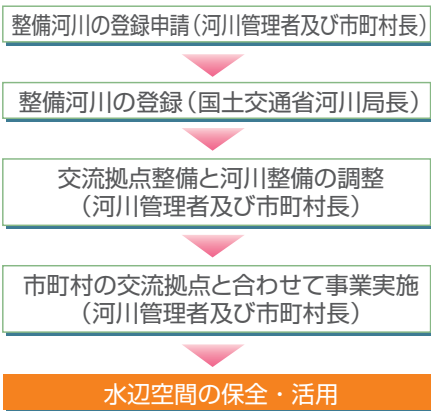 整備河川の登録申請（河川管理者及び市町村長）
整備河川の登録（国土交通省河川局長）
交流拠点整備と河川整備の調整
（河川管理者及び市町村長）
市町村の交流拠点と合わせて事業実施
（河川管理者及び市町村長）
水辺空間の保全・活用